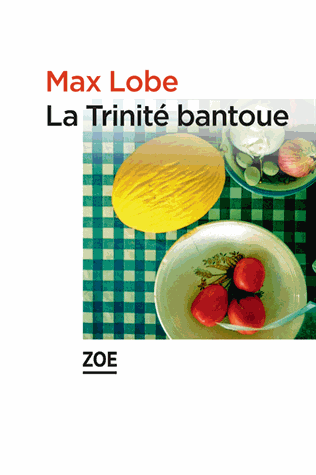 Max Lobe
La Trinité bantoue
ZOE